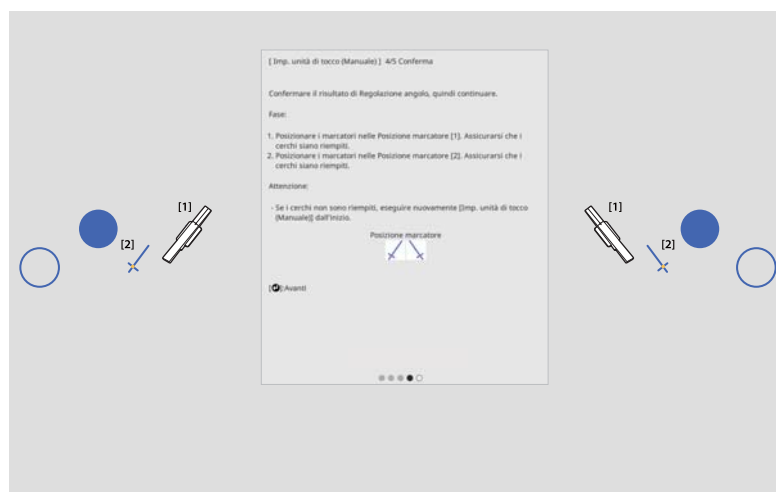 [ Imp. unità di tocco (Manuale) ] 4/5 Conferma
Confermare il risultato di Regolazione angolo, quindi continuare.
Fase:
1. Posizionare i marcatori nelle Posizione marcatore [1]. Assicurarsi che i
cerchi siano riempiti.
2. Posizionare i marcatori nelle Posizione marcatore [2]. Assicurarsi che i
cerchi siano riempiti.
Attenzione:
- Se i cerchi non sono riempiti, eseguire nuovamente [[Imp. unità di tocco
(Manuale)] dall'inizio.
[1]
[2]
[1]
[2]
Posizione marcatore
[ ]:Avanti